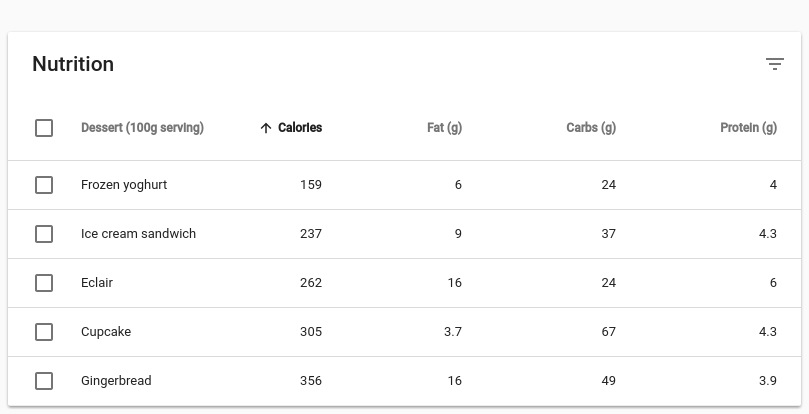 Nutrition
Dessert (100g serving) Calories Fat (g) Carbs (g) Protein (g)
Frozen yoghurt 159 6 24 4
Ice cream sandwich 237 9 37 4.3
Eclair 262 16 24 6
Cupcake 305 3.7 67 4.3
Gingerbread 356 16 49 3.9